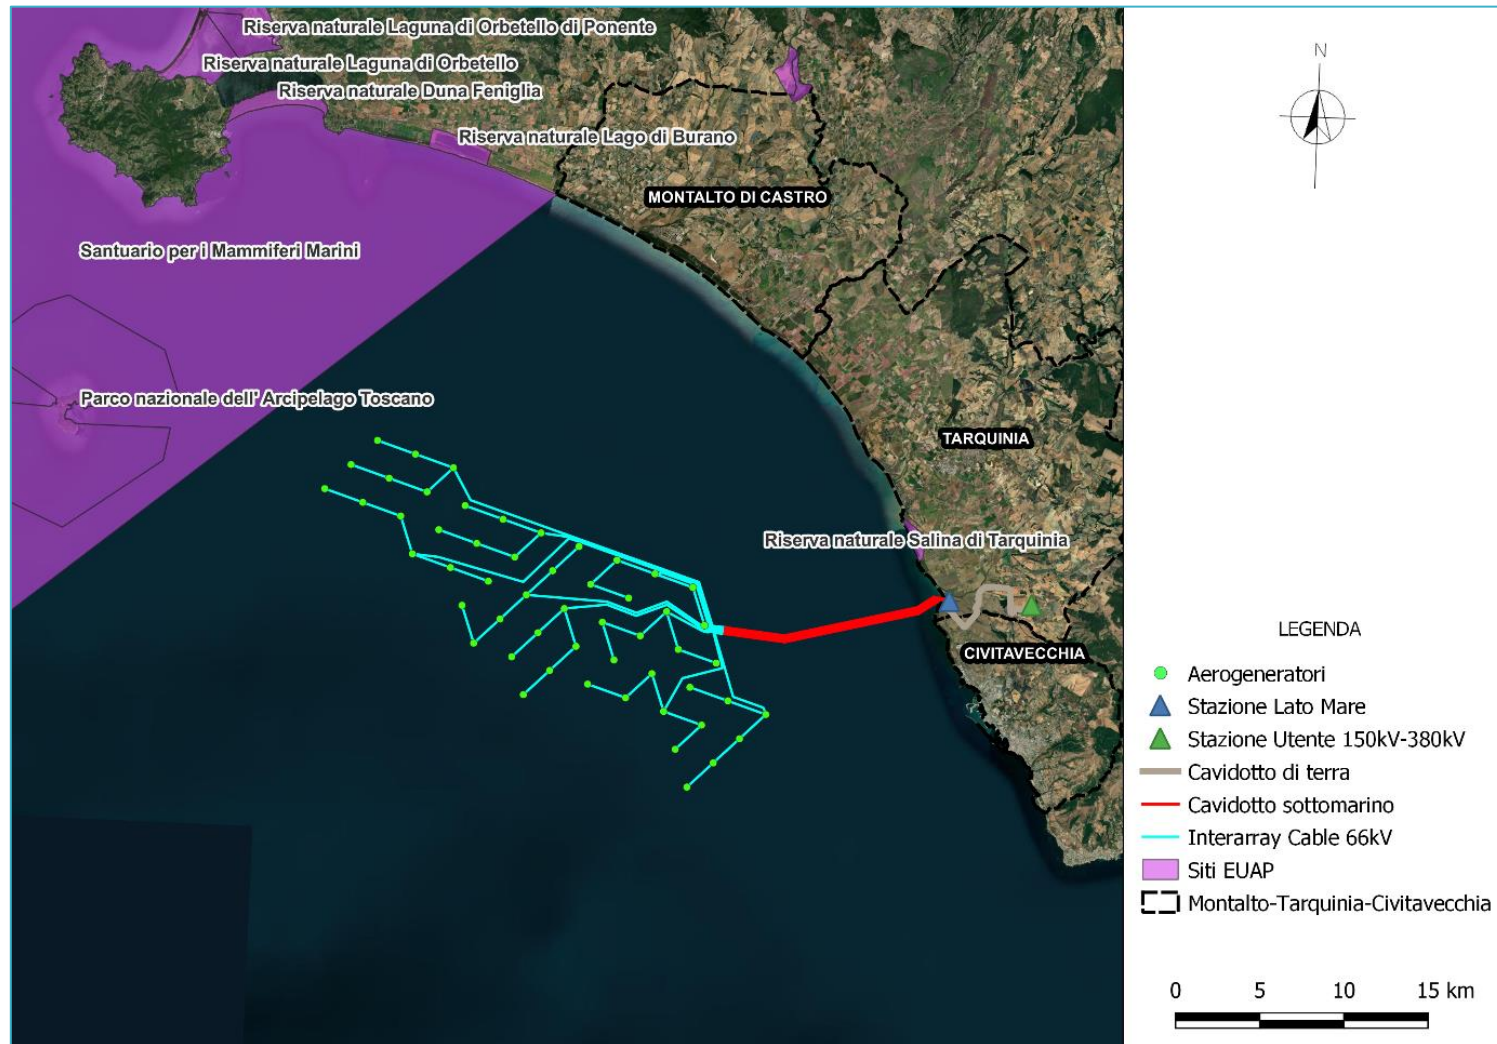 Riserva naturale Laguna di Orbetello di Ponente
Riserva naturale Laguna di Orbetello
Riserva naturale Duna Feniglia
Riserva naturale Lago di Burano
MONTALTO DI CASTRO
Santuario per i Mammiferi Marini
Parco nazionale dell' Arcipelago Toscano
TARQUINIA
Riserva naturale Salina di Tarquinia
CIVITAVECCHIA
N
LEGENDA
Aerogeneratori
Stazione Lato Mare
Stazione Utente 150kV-380kV
Cavidotto di terra
Cavidotto sottomarino
Interarray Cable 66kV
Siti EUAP
Montalto-Tarquinia-Civitavecchia
0 5 10 15 km